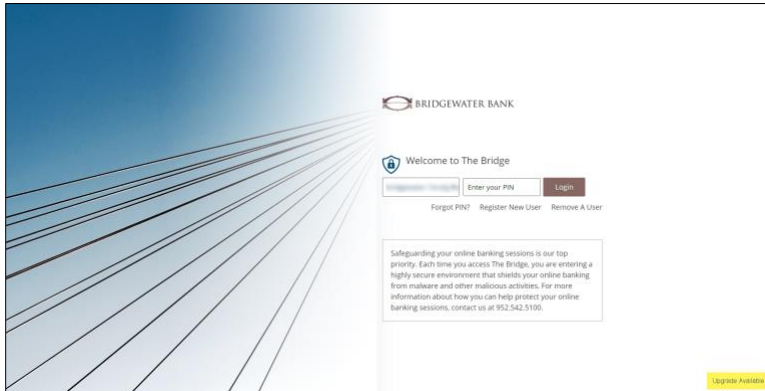 BRIDGEWATER BANK
Welcome to The Bridge
Enter your PIN
Login
Forgot PIN? Register New User Remove A User
Safeguarding your online banking sessions is our top
priority. Each time you access The Bridge, you are entering a
highly secure environment that shields your online banking
from malware and other malicious activities. For more
information about how you can help protect your online
banking sessions, contact us at 952.542.5100.
Upgrade Available